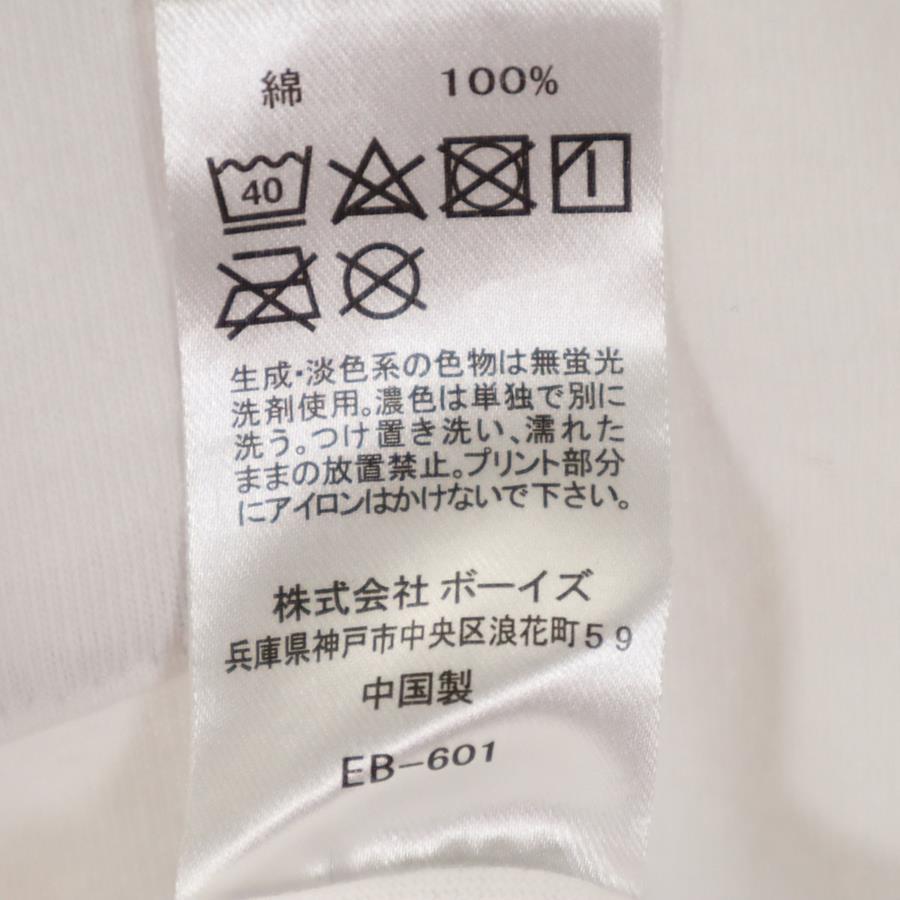 綿 100%
40
生成・淡色系の色物は無蛍光
洗剤使用。濃色は単独で別に
洗う。つけ置き洗い、濡れた
ままの放置禁止。プリント部分
にアイロンはかけないで下さい。
株式会社 ボーイズ
兵庫県神戸市中央区浪花町59
中国製
EB-601